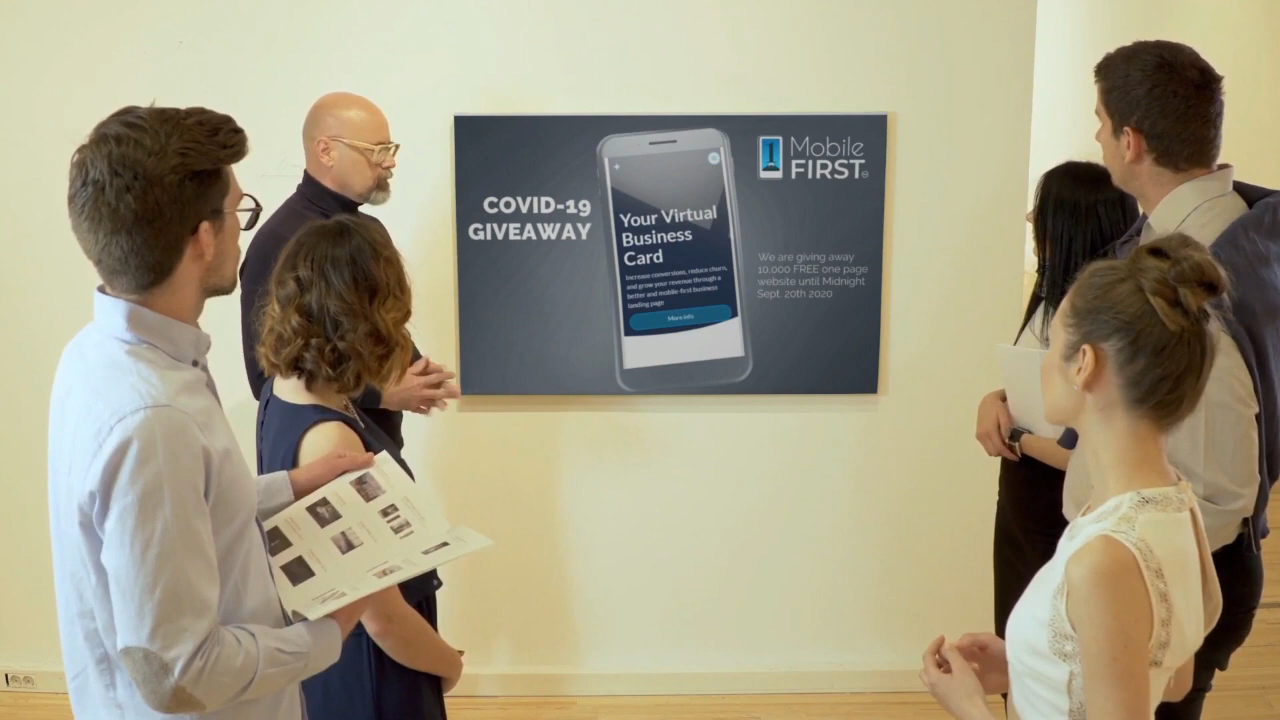 COVID-19
GIVEAWAY
Your Virtual
Business
Card
Increase conversions, reduce churn,
and grow your revenue through a
better and mobile-first business
landing page
More info
1
Mobile
FIRST
We are giving away
10,000 FREE one page
website until Midnight
Sept. 20th 2020